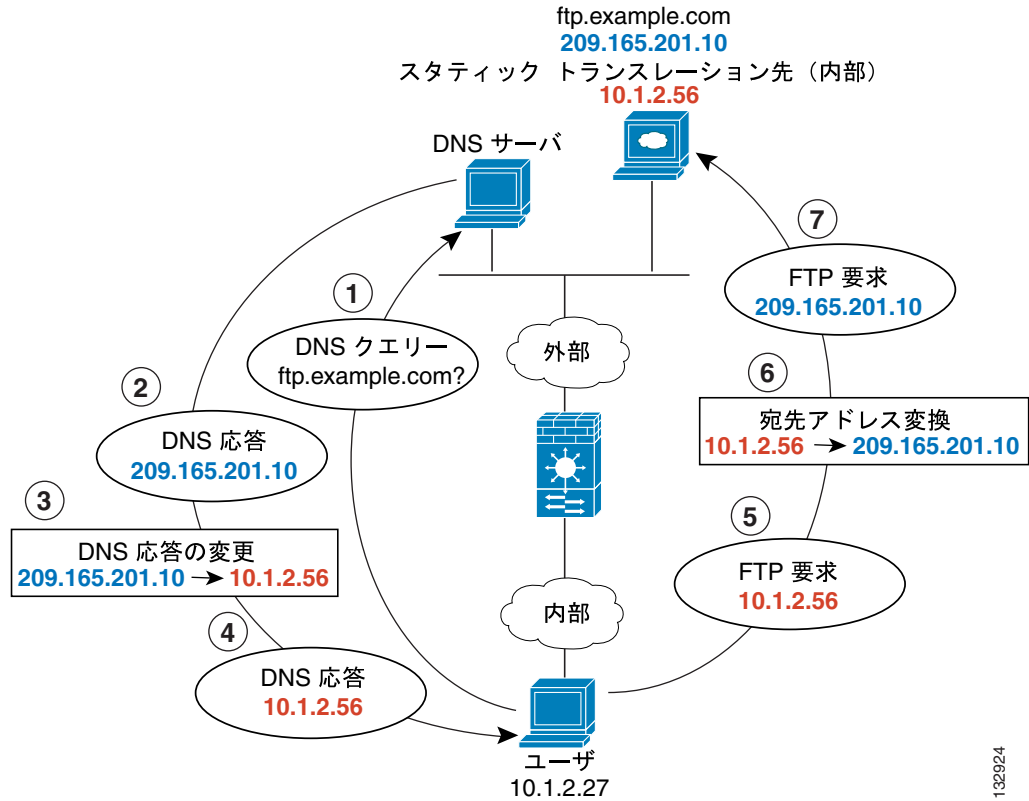 ftp.example.com
209.165.201.10
スタティック トランスレーション先（内部）
10.1.2.56
DNS サーバ
7
FTP 要求
209.165.201.10
1
DNS クエリー
ftp.example.com?
外部
2
DNS 応答
209.165.201.10
6
宛先アドレス変換
10.1.2.56 → 209.165.201.10
3
DNS 応答の変更
209.165.201.10 → 10.1.2.56
5
FTP 要求
10.1.2.56
内部
4
DNS 応答
10.1.2.56
ユーザ
10.1.2.27
132924